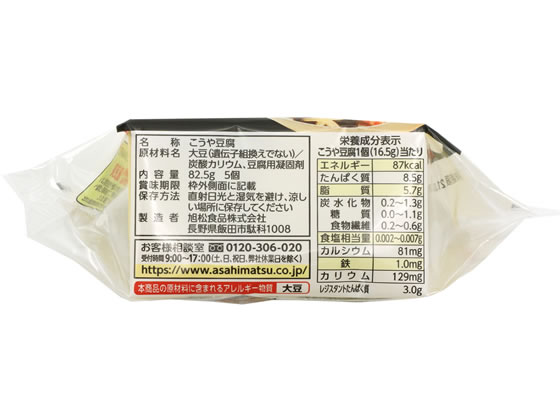 名　称　こうや豆腐
原材料名　大豆(遺伝子組換えでない)/
炭酸カリウム、豆腐用凝固剤
内容量　82.5g　5個
賞味期限　枠外側面に記載
保存方法　直射日光と湿気を避け、涼し
い場所に保存してください
製造者　旭松食品株式会社
長野県飯田市駄科1008
お客様相談室　0120-306-020
受付時間 9:00〜17:00(土、日、祝日、弊社休業日を除く)
https://www.asahimatsu.co.jp/
本商品の原材料に含まれるアレルギー物質　大豆
栄養成分表示
こうや豆腐1個(16.5g)当たり
エネルギー　87kcal
たんぱく質　8.5g
脂質　5.7g
炭水化物　0.2〜1.3g
糖質　0.0〜1.1g
食物繊維　0.2〜0.6g
食塩相当量　0.002〜0.007g
カルシウム　81mg
鉄　1.0mg
カリウム　129mg
レジスタントたんぱく質　3.0g